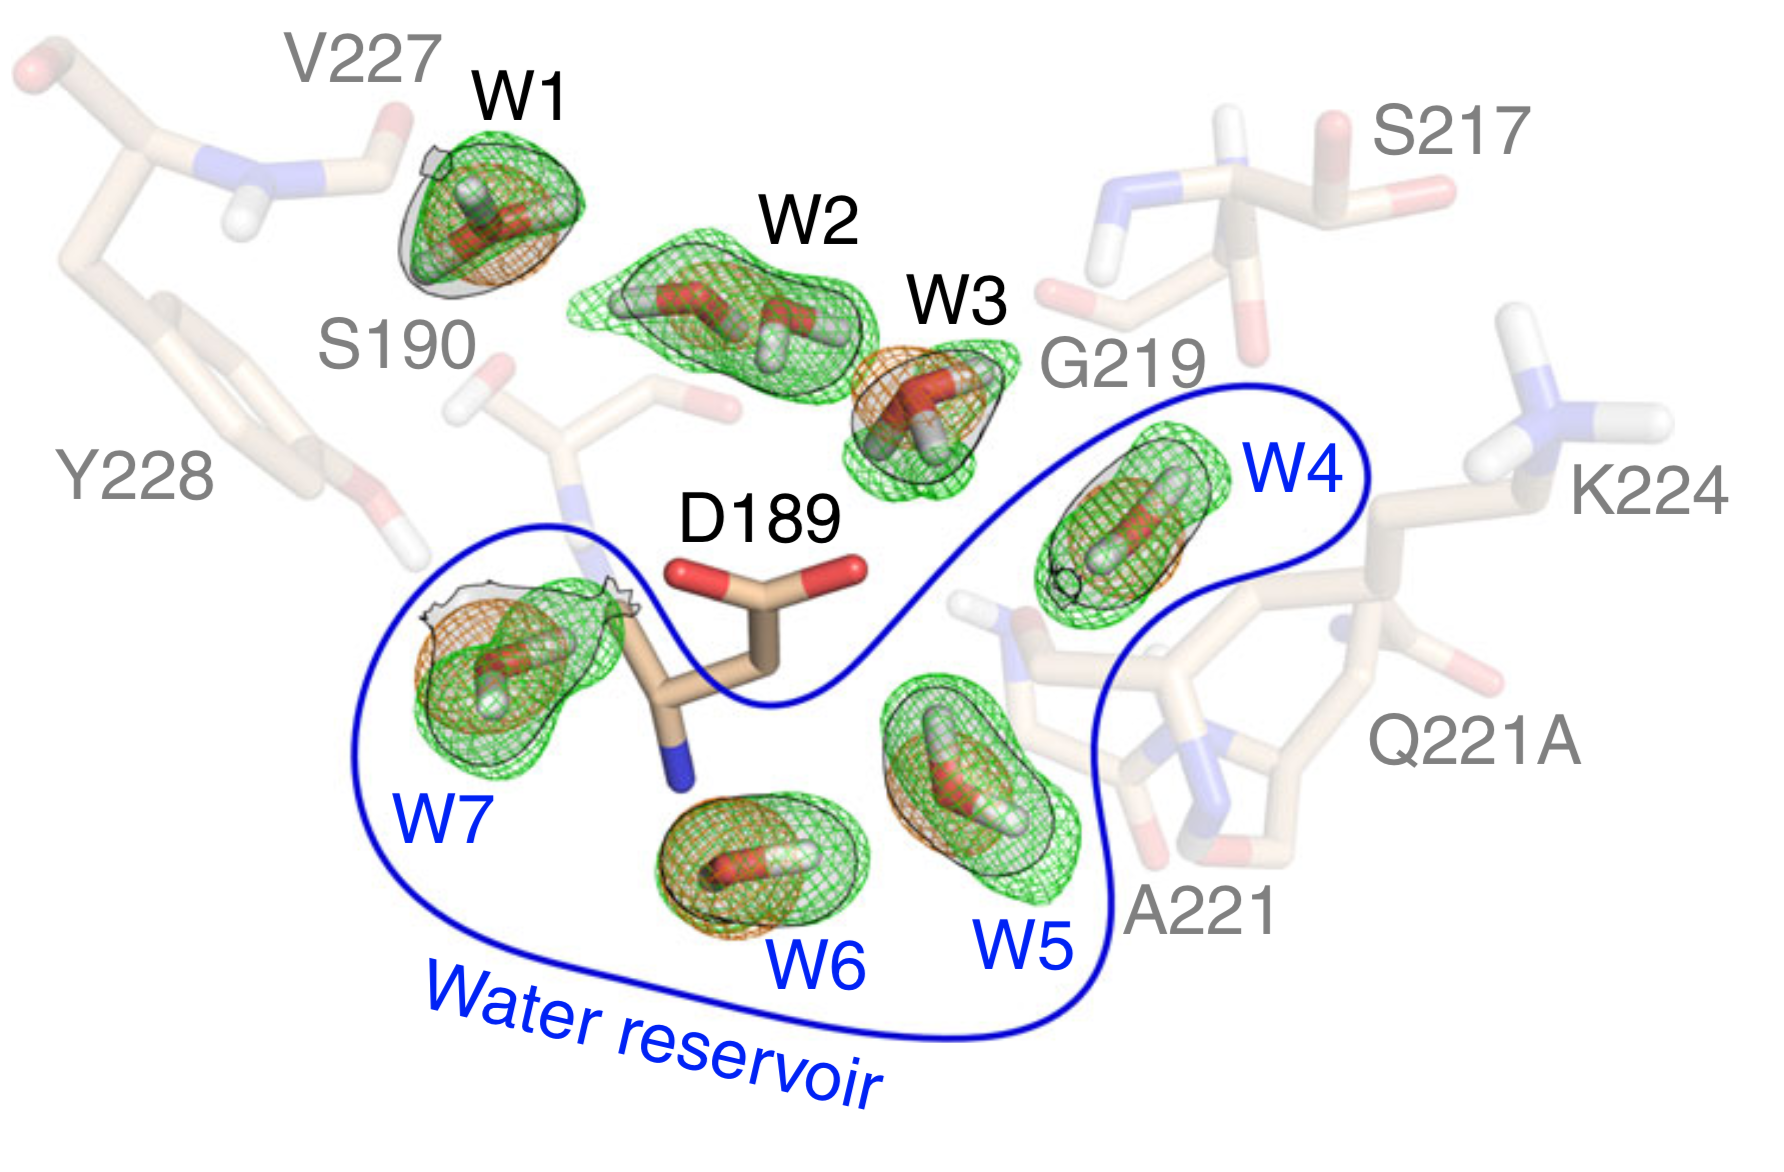 V227
W1
S217
W2
W3
S190
G219
Y228
W4
K224
D189
Q221A
W7
A221
W5
W6
Water reservoir